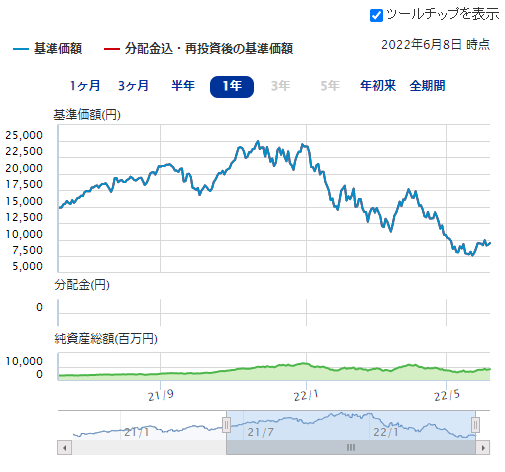 ツールチップを表示
基準価額 分配金込・再投資後の基準価額 2022年6月8日 時点
1ヶ月 3ヶ月 半年 1年 3年 5年 年初来 全期間
基準価額(円)
25,000
22,500
20,000
17,500
15,000
12,500
10,000
7,500
5,000
分配金(円)
0
純資産総額(百万円)
10,000
0
21/9 22/1 22/5
21/1 21/7 22/1